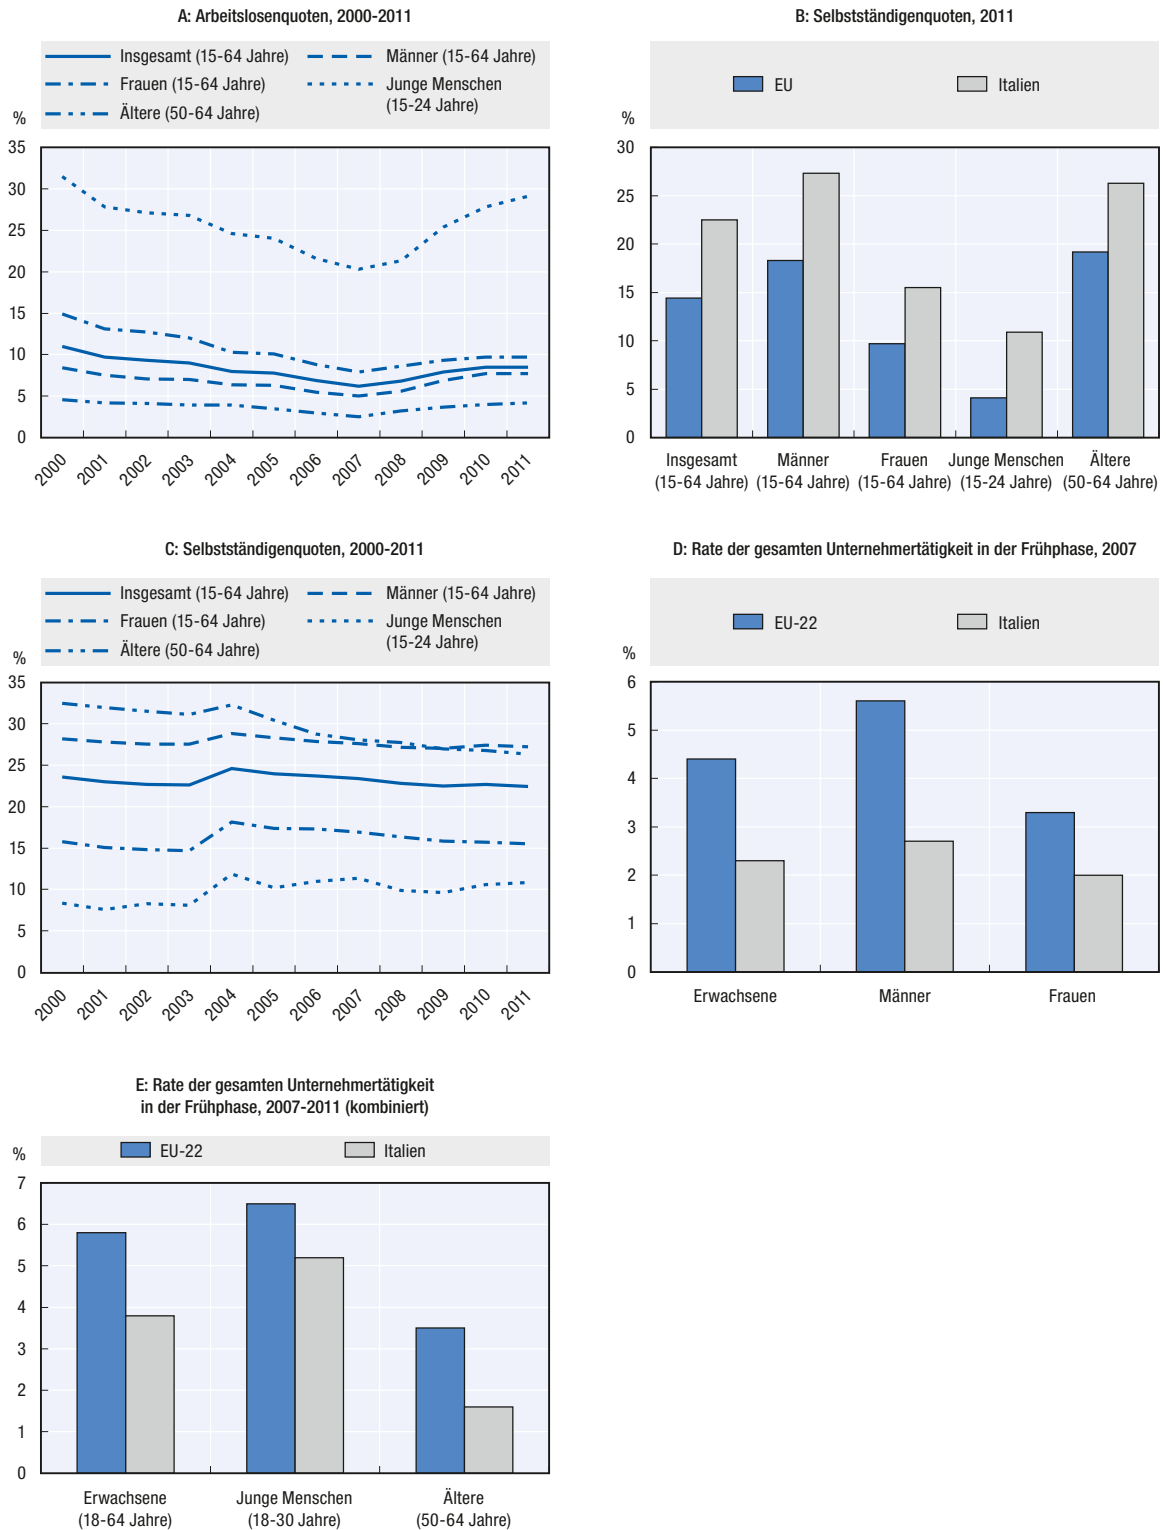 A: Arbeitslosenquoten, 2000-2011
Insgesamt (15-64 Jahre)
Männer (15-64 Jahre)
Frauen (15-64 Jahre)
Junge Menschen
(15-24 Jahre)
Ältere (50-64 Jahre)
%
35
30
25
20
15
10
5
0
2000
2001
2002
2003
2004
2005
2006
2007
2008
2009
2010
2011
B: Selbstständigenquoten, 2011
EU
Italien
%
30
25
20
15
10
5
0
Insgesamt
(15-64 Jahre)
Männer
(15-64 Jahre)
Frauen
(15-64 Jahre)
Junge Menschen
(15-24 Jahre)
Ältere
(50-64 Jahre)
C: Selbstständigenquoten, 2000-2011
Insgesamt (15-64 Jahre)
Männer (15-64 Jahre)
Frauen (15-64 Jahre)
Junge Menschen
(15-24 Jahre)
Ältere (50-64 Jahre)
%
35
30
25
20
15
10
5
0
2000
2001
2002
2003
2004
2005
2006
2007
2008
2009
2010
2011
D: Rate der gesamten Unternehmertätigkeit in der Frühphase, 2007
EU-22
Italien
%
6
5
4
3
2
1
0
Erwachsene
Männer
Frauen
E: Rate der gesamten Unternehmertätigkeit
in der Frühphase, 2007-2011 (kombiniert)
EU-22
Italien
%
7
6
5
4
3
2
1
0
Erwachsene
(18-64 Jahre)
Junge Menschen
(18-30 Jahre)
Ältere
(50-64 Jahre)